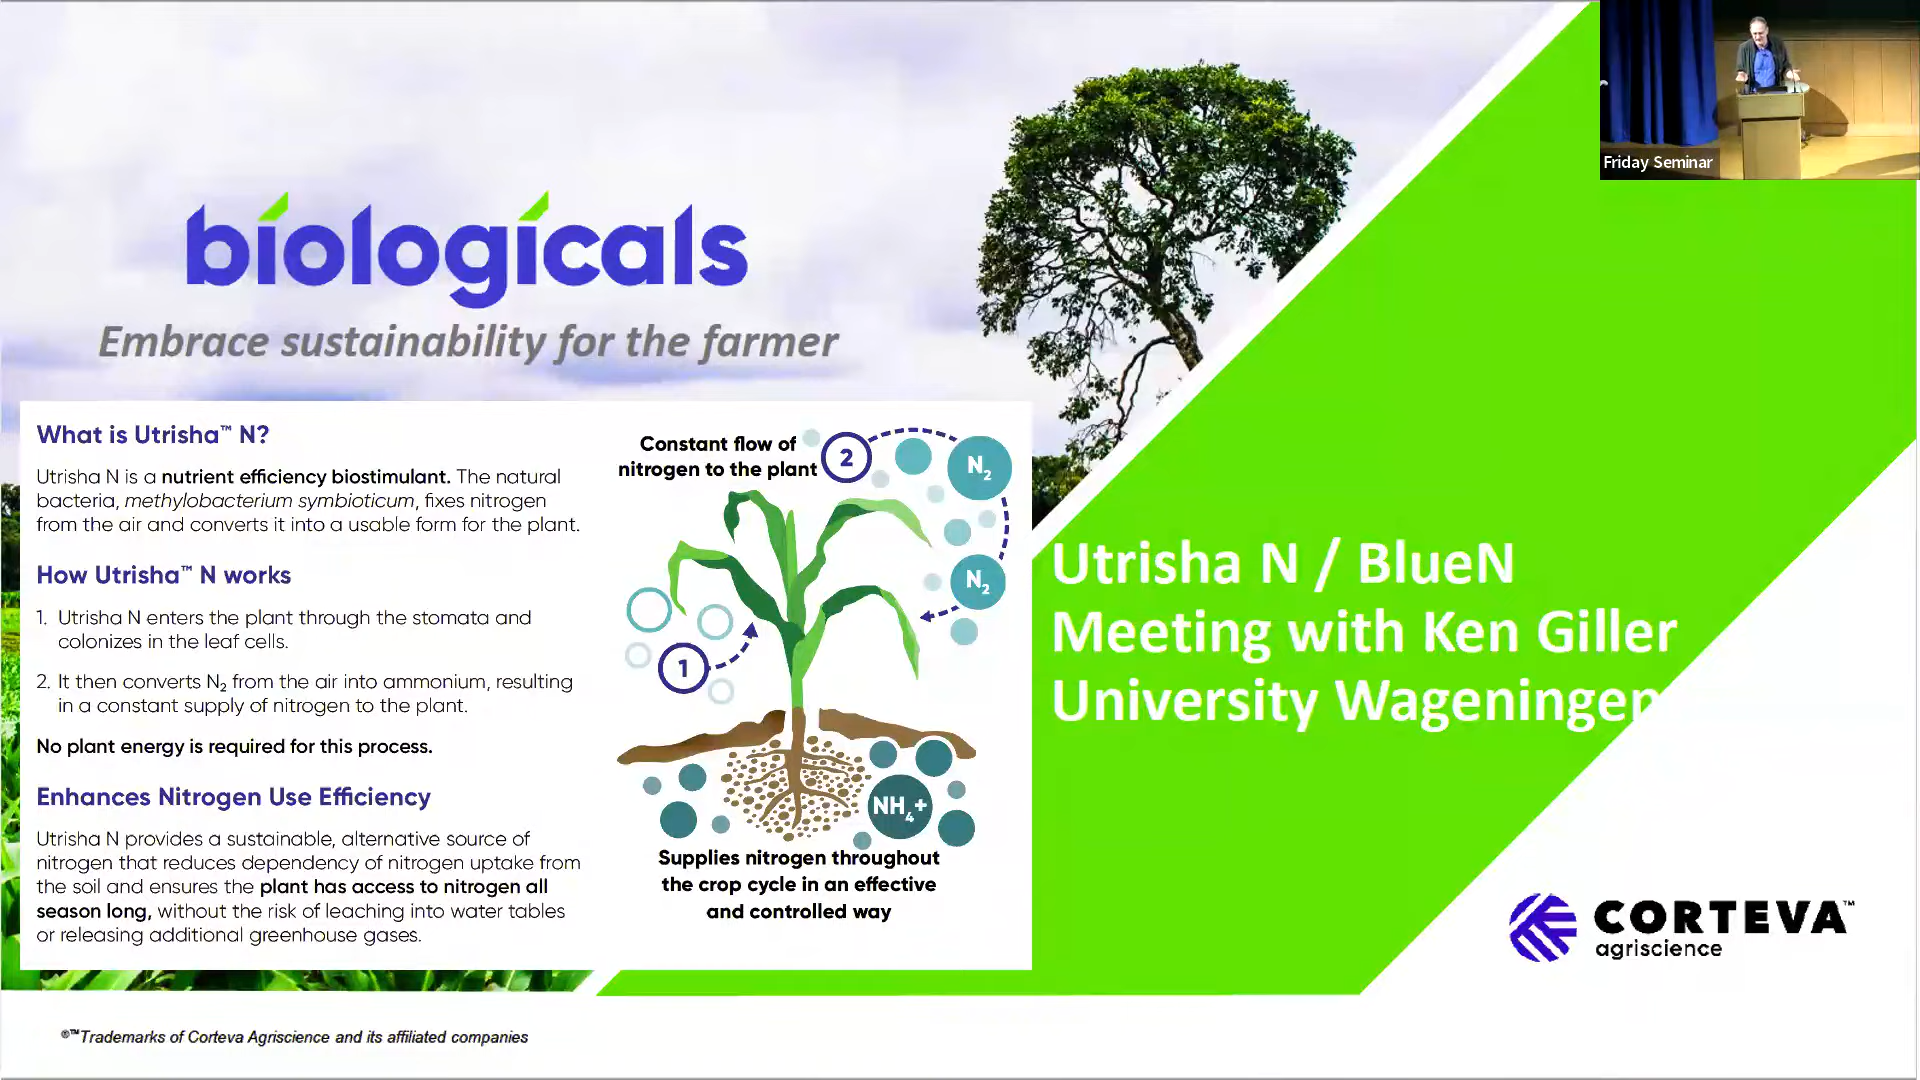 Friday Seminar
biologicals
Embrace sustainability for the farmer
What is Utrisha™ N?
Utrisha N is a nutrient efficiency biostimulant. The natural
bacteria, methylobacterium symbioticum, fixes nitrogen
from the air and converts it into a usable form for the plant.
How Utrisha™ N works
1. Utrisha N enters the plant through the stomata and
colonizes in the leaf cells.
2. It then converts N₂ from the air into ammonium, resulting
in a constant supply of nitrogen to the plant.
No plant energy is required for this process.
Enhances Nitrogen Use Efficiency
Utrisha N provides a sustainable, alternative source of
nitrogen that reduces dependency of nitrogen uptake from
the soil and ensures the plant has access to nitrogen all
season long, without the risk of leaching into water tables
or releasing additional greenhouse gases.
Constant flow of
nitrogen to the plant
2
N₂
N₂
1
NH₄+
Supplies nitrogen throughout
the crop cycle in an effective
and controlled way
Utrisha N / BlueN
Meeting with Ken Giller
University Wageningen
CORTEVA™
agriscience
®™Trademarks of Corteva Agriscience and its affiliated companies